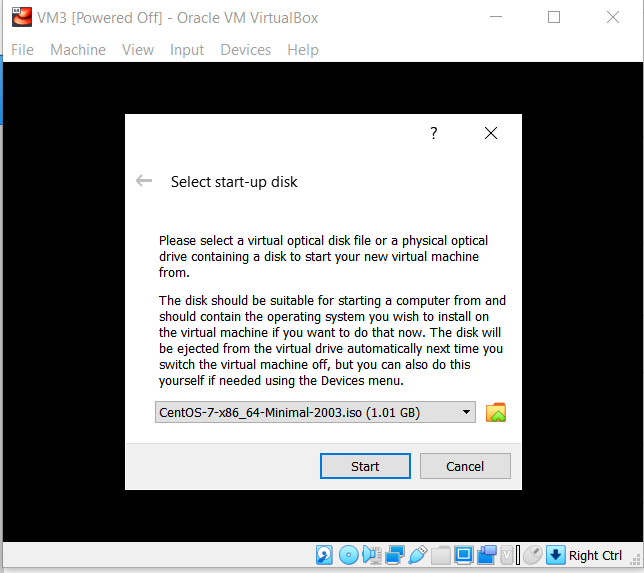 VM3 [Powered Off] - Oracle VM VirtualBox
File Machine View Input Devices Help
?
Select start-up disk
Please select a virtual optical disk file or a physical optical
drive containing a disk to start your new virtual machine
from.
The disk should be suitable for starting a computer from and
should contain the operating system you wish to install on
the virtual machine if you want to do that now. The disk will
be ejected from the virtual drive automatically next time you
switch the virtual machine off, but you can also do this
yourself if needed using the Devices menu.
CentOS-7-x86_64-Minimal-2003.iso (1.01 GB)
Start Cancel
Right Ctrl